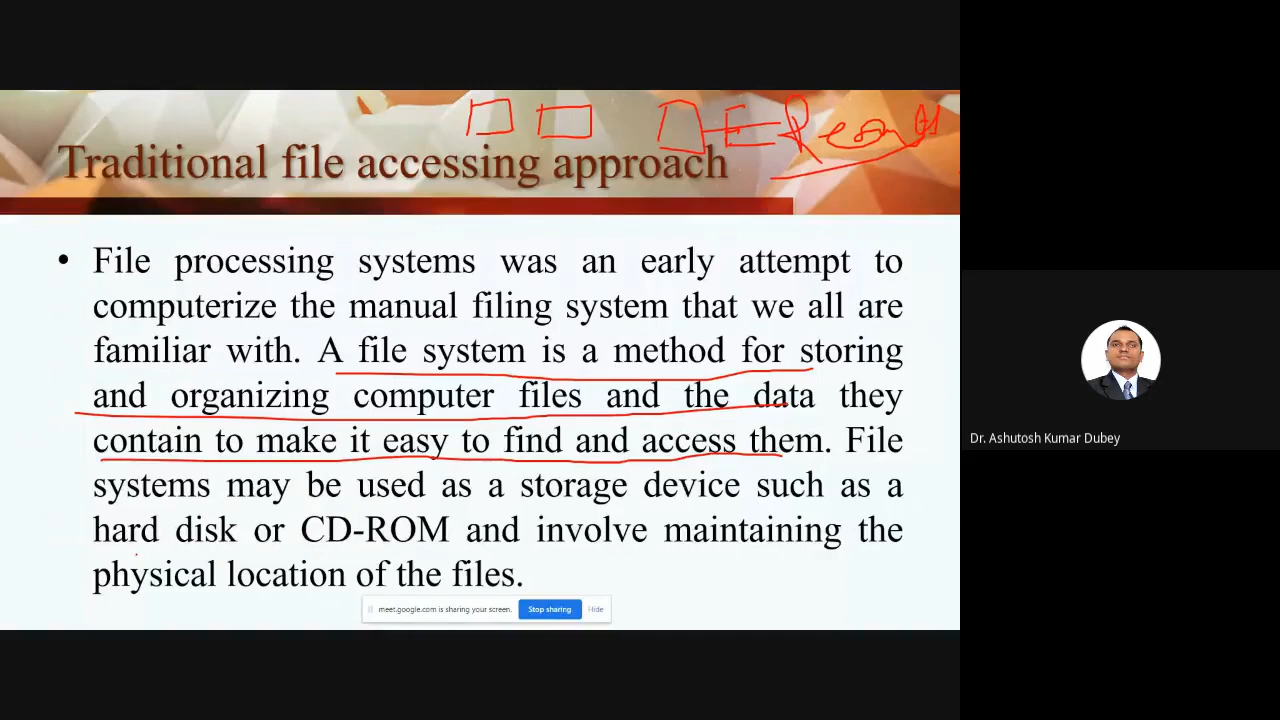 Traditional file accessing approach
• File processing systems was an early attempt to
computerize the manual filing system that we all are
familiar with. A file system is a method for storing
and organizing computer files and the data they
contain to make it easy to find and access them. File
systems may be used as a storage device such as a
hard disk or CD-ROM and involve maintaining the
physical location of the files.
meet.google.com is sharing your screen. Stop sharing Hide
Dr. Ashutosh Kumar Dubey